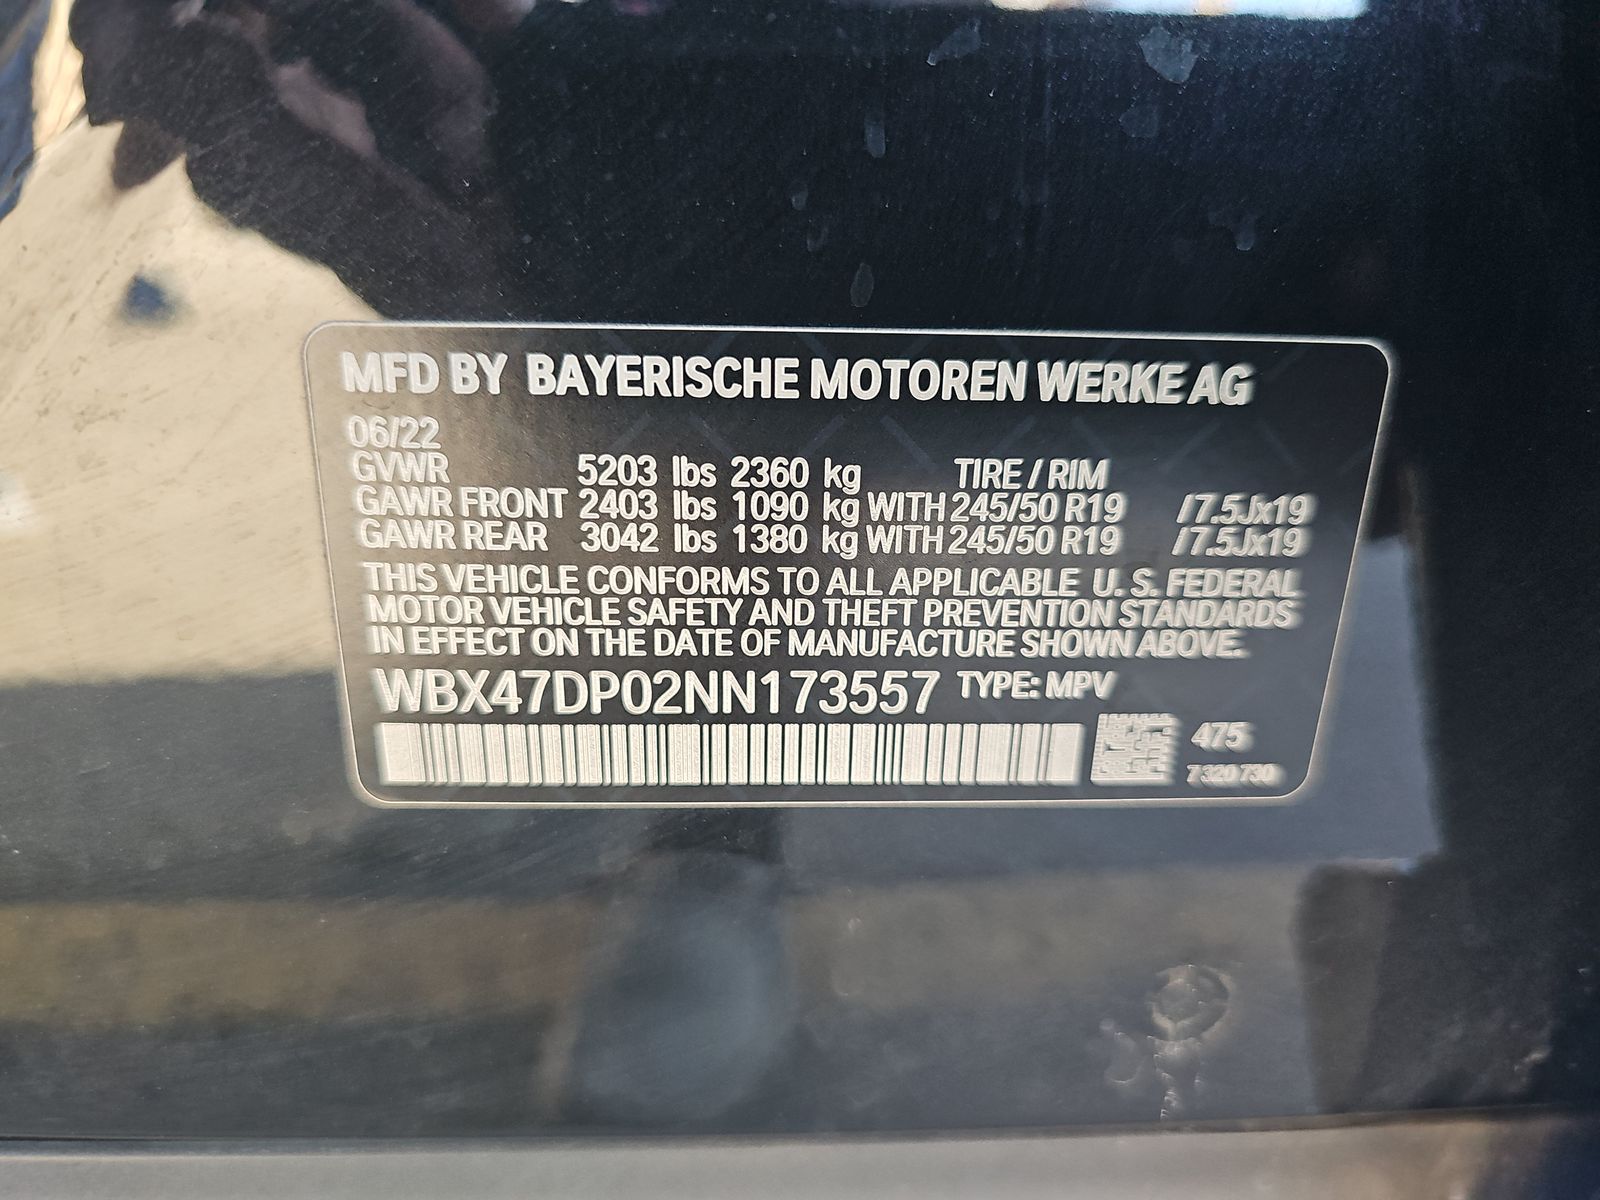 MFD BY BAYERISCHE MOTOREN WERKE AG
06/22
GVWR 5203 lbs 2360 kg TIRE / RIM
GAWR FRONT 2403 lbs 1090 kg WITH 245/50 R19 / 7.5Jx19
GAWR REAR 3042 lbs 1380 kg WITH 245/50 R19 / 7.5Jx19
THIS VEHICLE CONFORMS TO ALL APPLICABLE U. S. FEDERAL
MOTOR VEHICLE SAFETY AND THEFT PREVENTION STANDARDS
IN EFFECT ON THE DATE OF MANUFACTURE SHOWN ABOVE.
WBX47DP02NN173557 TYPE: MPV
475
7 320 730